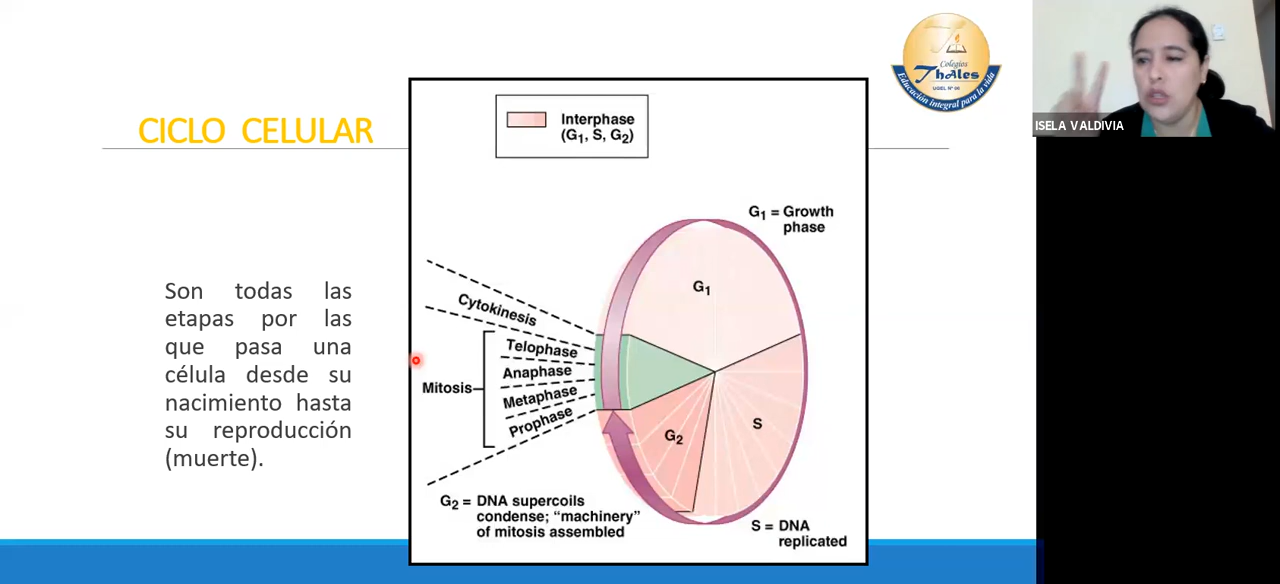 CICLO CELULAR
Son todas las
etapas por las
que pasa una
célula desde su
nacimiento hasta
su reproducción
(muerte).
Interphase
(G₁, S, G₂)
G₁ = Growth
phase
G₁
Cytokinesis
Telophase
Anaphase
Mitosis
Metaphase
Prophase
G₂
S
G₂ = DNA supercoils
condense; “machinery”
of mitosis assembled
S = DNA
replicated
Colegios
Thales
UGEL Nº 06
Educación integral para la vida
ISELA VALDIVIA